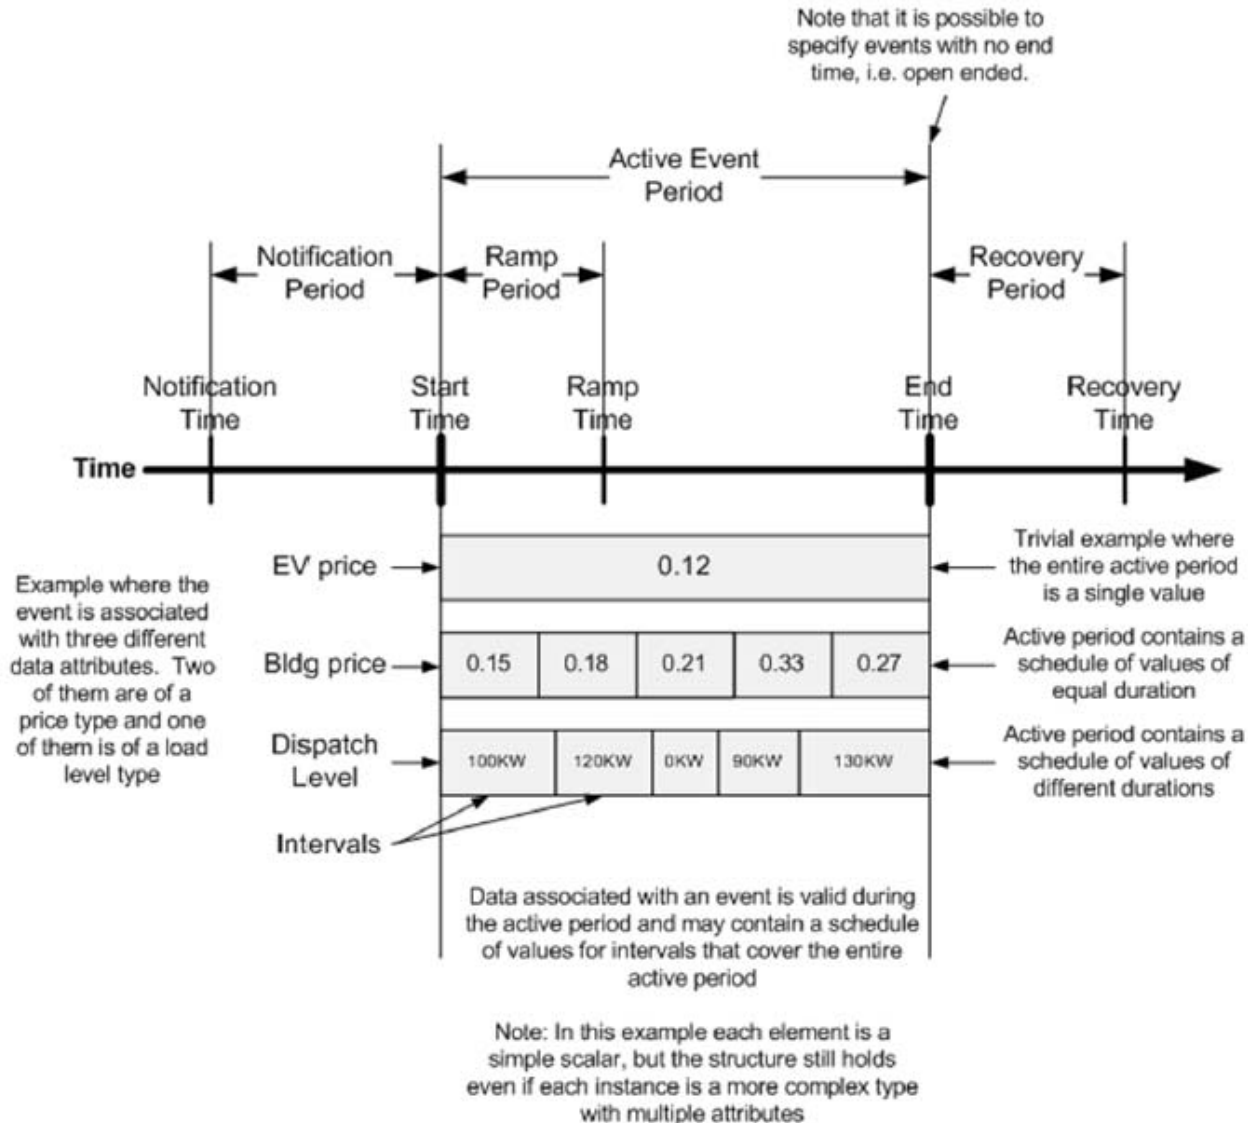 Note that it is possible to
specify events with no end
time, i.e. open ended.
Active Event
Period
Notification
Period
Ramp
Period
Recovery
Period
Notification
Time
Start
Time
Ramp
Time
End
Time
Recovery
Time
Time
EV price
0.12
Trivial example where
the entire active period
is a single value
Example where the
event is associated
with three different
data attributes. Two
of them are of a
price type and one
of them is of a load
level type
Bldg price
0.15
0.18
0.21
0.33
0.27
Active period contains a
schedule of values of
equal duration
Dispatch
Level
100KW
120KW
0KW
90KW
130KW
Active period contains a
schedule of values of
different durations
Intervals
Data associated with an event is valid during
the active period and may contain a schedule
of values for intervals that cover the entire
active period
Note: In this example each element is a
simple scalar, but the structure still holds
even if each instance is a more complex type
with multiple attributes